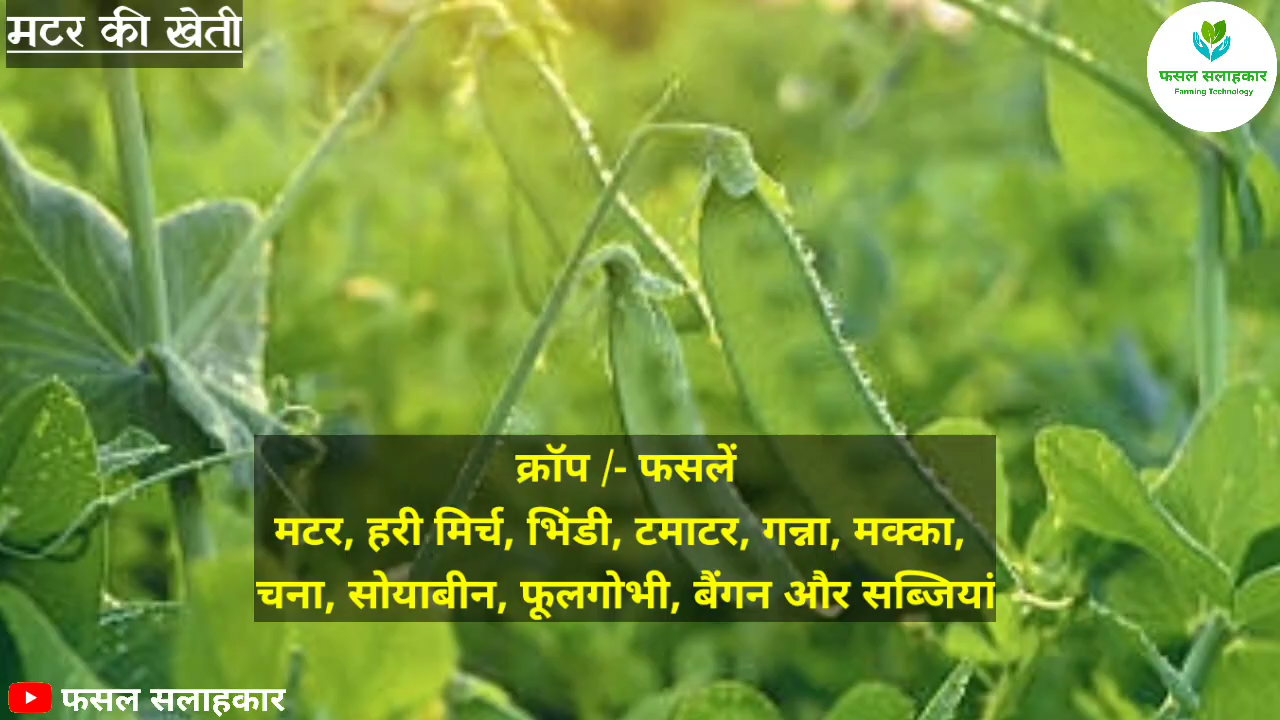 मटर की खेती
फसल सलाहकार
Farming Technology
क्रॉप /- फसलें
मटर, हरी मिर्च, भिंडी, टमाटर, गन्ना, मक्का,
चना, सोयाबीन, फूलगोभी, बैंगन और सब्जियां
फसल सलाहकार